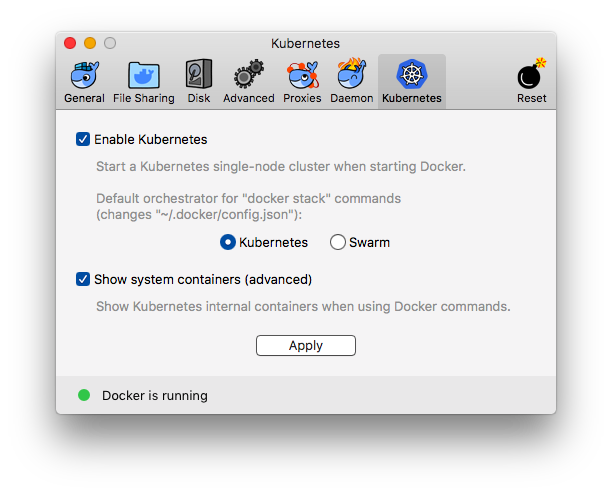 Kubernetes
General File Sharing Disk Advanced Proxies Daemon Kubernetes Reset
Enable Kubernetes
Start a Kubernetes single-node cluster when starting Docker.
Default orchestrator for "docker stack" commands
(changes "~/.docker/config.json"):
Kubernetes Swarm
Show system containers (advanced)
Show Kubernetes internal containers when using Docker commands.
Apply
Docker is running